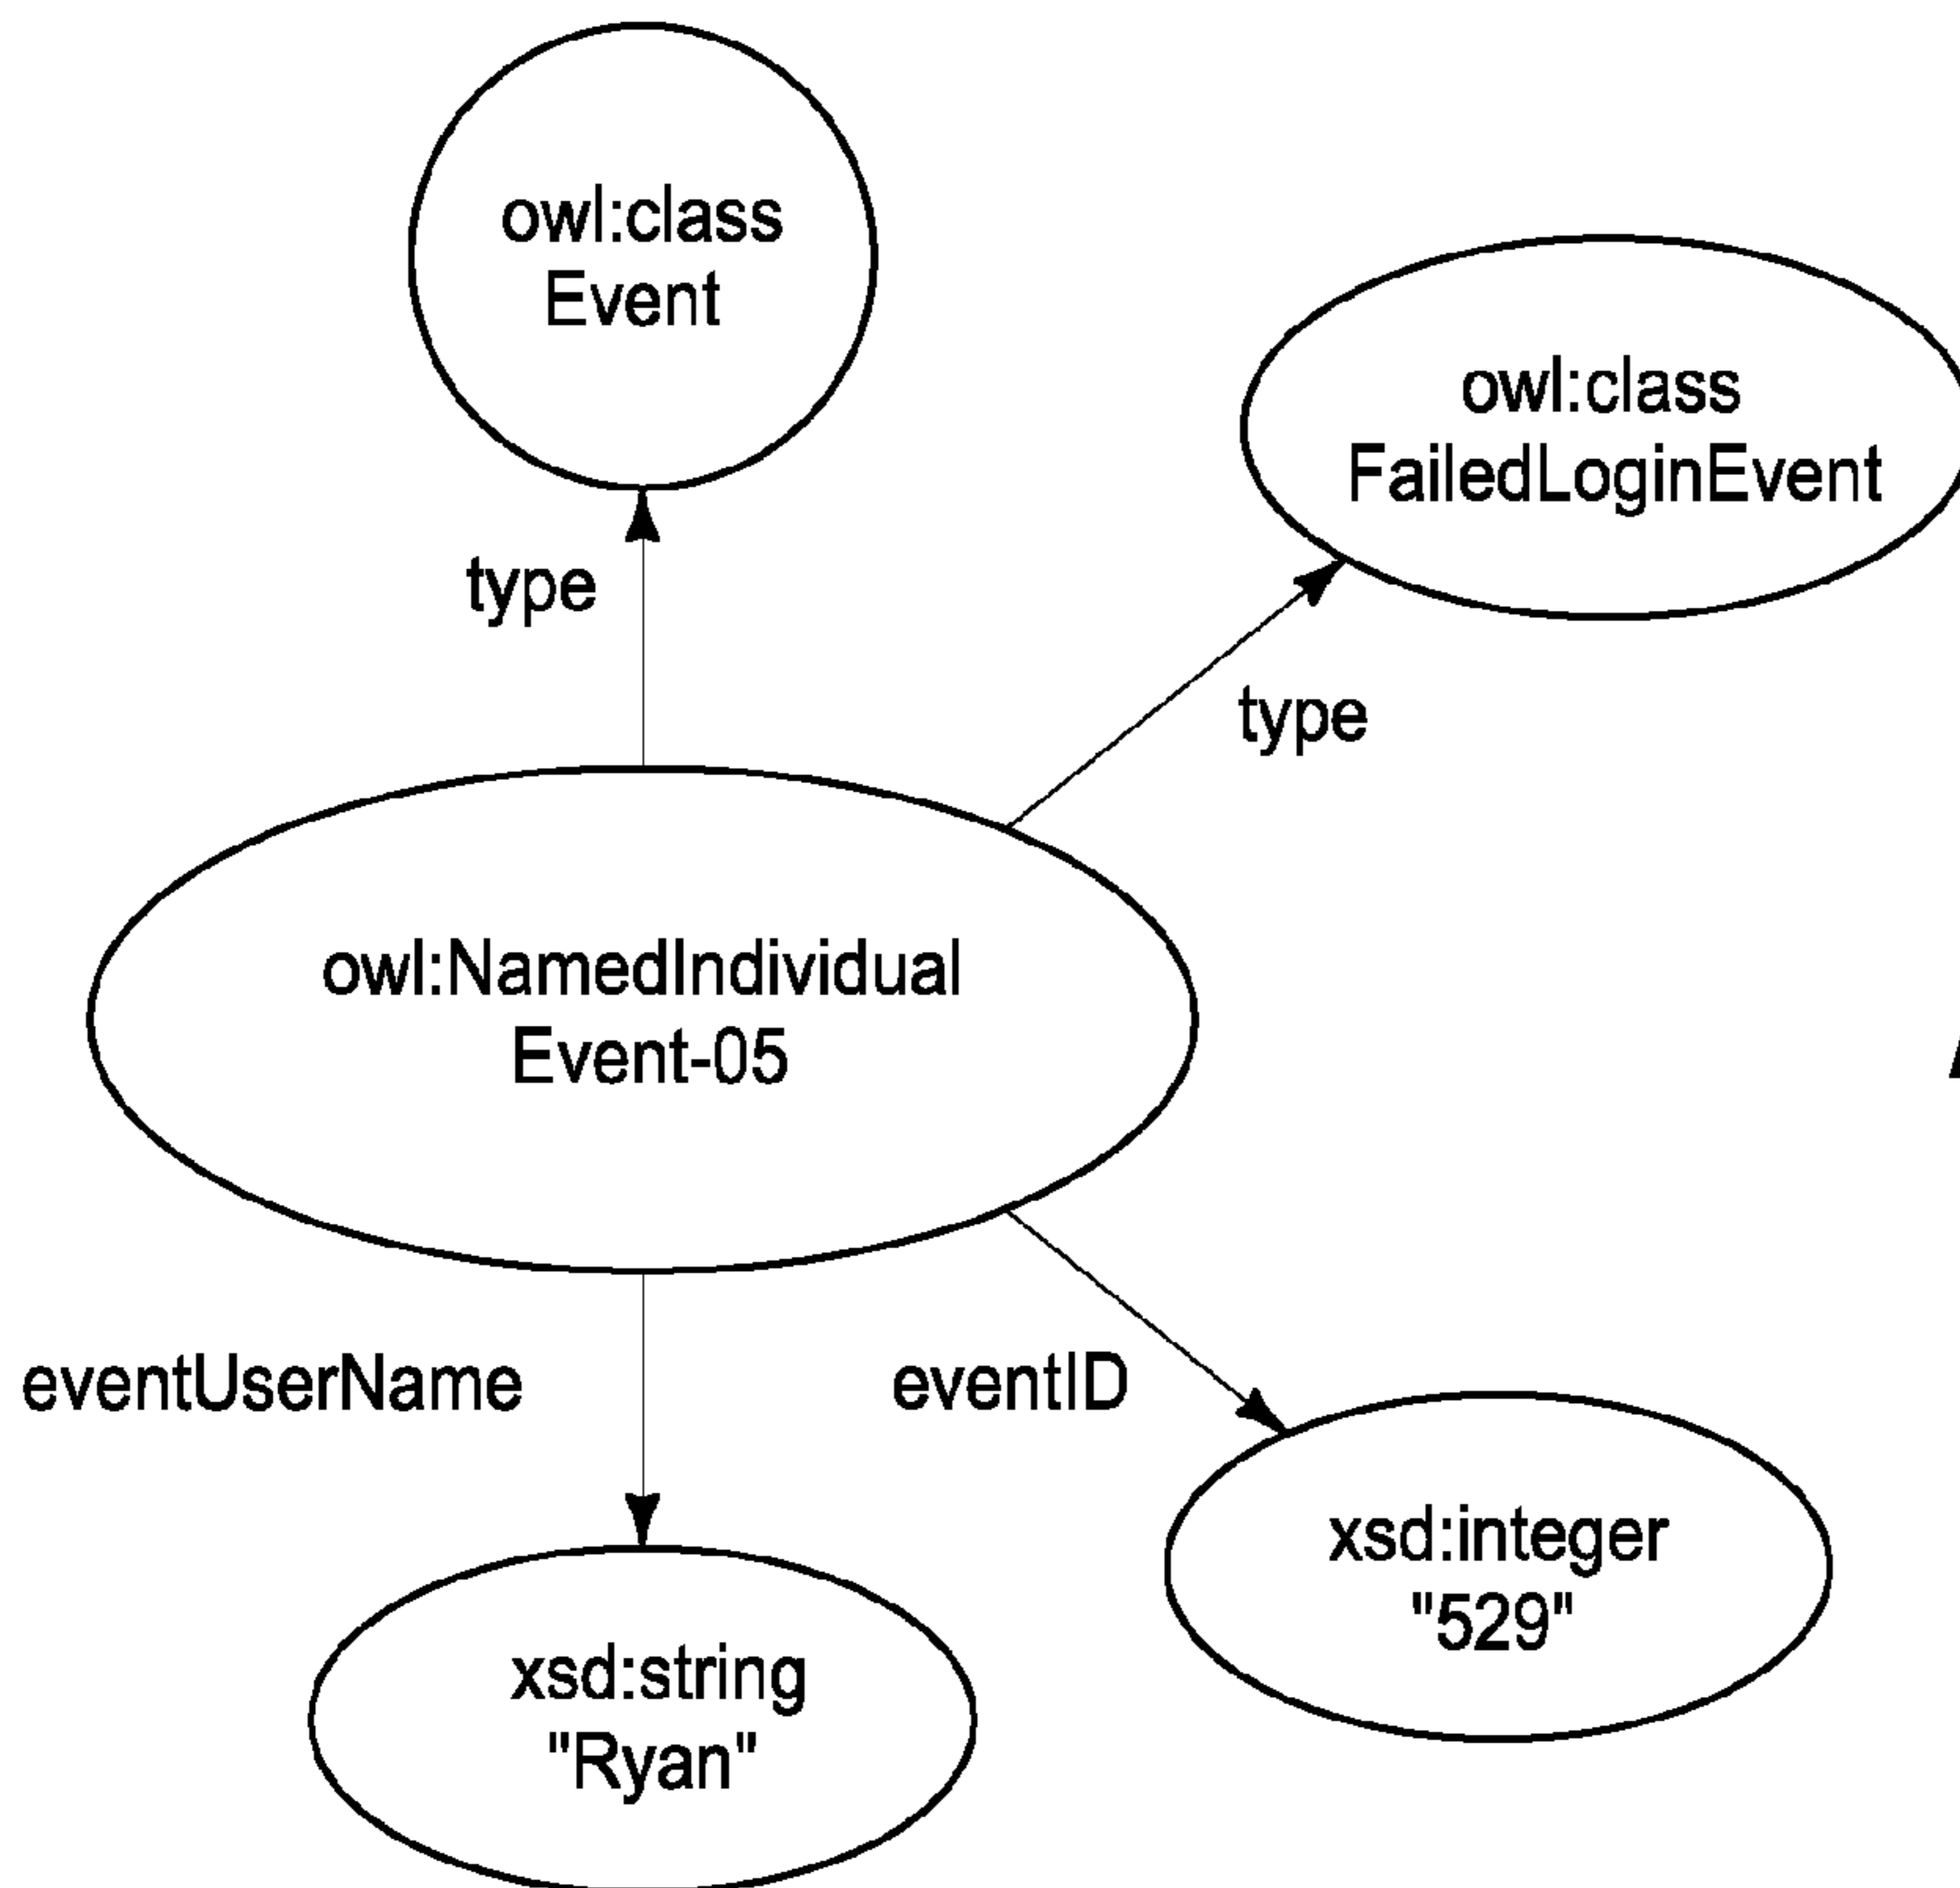 owl:class
Event
owl:class
FailedLoginEvent
type
type
owl:NamedIndividual
Event-05
eventUserName
eventID
xsd:integer
"529"
xsd:string
"Ryan"